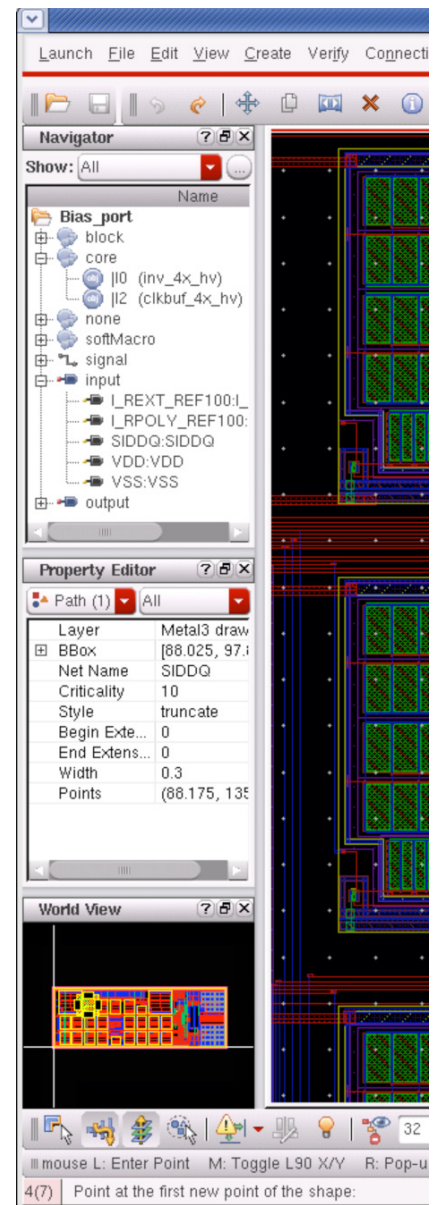 Launch File Edit View Create Verify Connecti
Navigator
Show: All
Name
Bias_port
block
core
|I0 (inv_4x_hv)
|I2 (clkbuf_4x_hv)
none
softMacro
signal
input
I_REXT_REF100:I_
I_RPOLY_REF100:
SIDDQ:SIDDQ
VDD:VDD
VSS:VSS
output
Property Editor
Path (1) All
Layer Metal3 draw
BBox [88.025, 97.
Net Name SIDDQ
Criticality 10
Style truncate
Begin Exte... 0
End Extens... 0
Width 0.3
Points (88.175, 135
World View
32
mouse L: Enter Point M: Toggle L90 X/Y R: Pop-u
4(7) Point at the first new point of the shape: